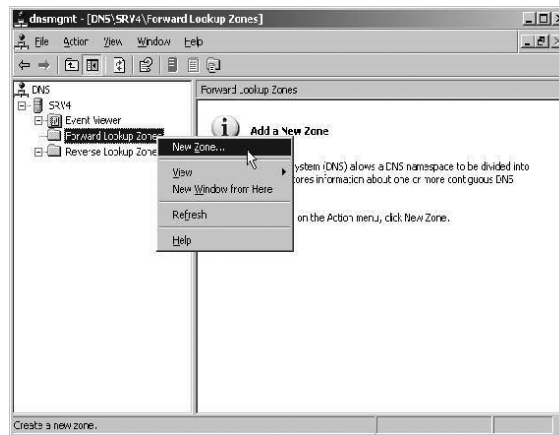 dnsmgmt - [DNS\SRV4\Forward Lookup Zones]
File Action View Window Help
DNS
SRV4
Event Viewer
Forward Lookup Zones
Reverse Lookup Zone
Forward Lookup Zones
Add a New Zone
ystem (DNS) allows a DNS namespace to be divided into
tores information about one or more contiguous DNS
on the Action menu, click New Zone.
New Zone...
View
New Window from Here
Refresh
Help
Create a new zone.